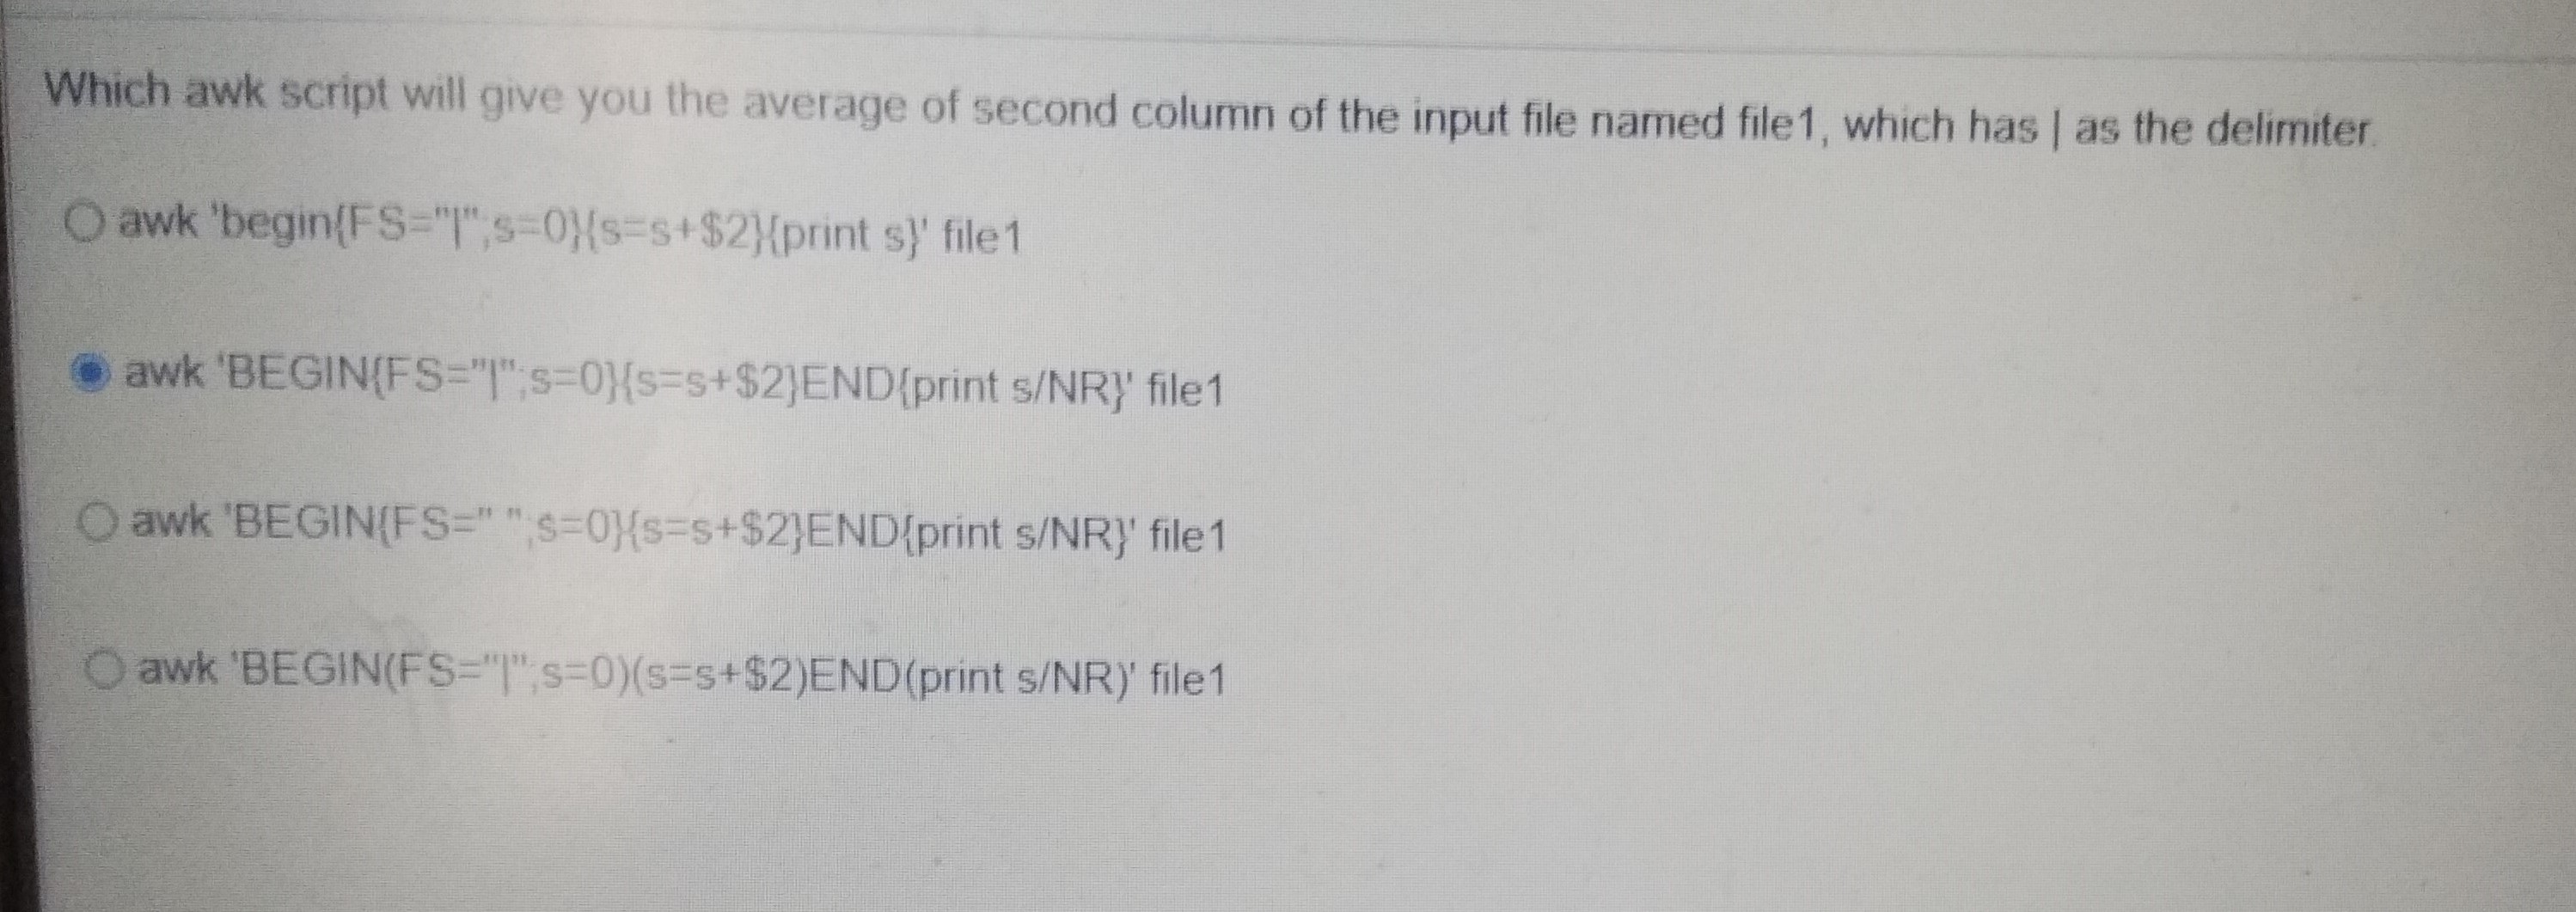 Which awk script will give you the average of second column of the input file named file1, which has | as the delimiter.
awk 'begin{FS="|";s=0}{s=s+$2}{print s}' file1
awk 'BEGIN{FS="|";s=0}{s=s+$2}END{print s/NR}' file1
awk 'BEGIN{FS=" ";s=0}{s=s+$2}END{print s/NR}' file1
awk 'BEGIN(FS="|";s=0)(s=s+$2)END(print s/NR)' file1